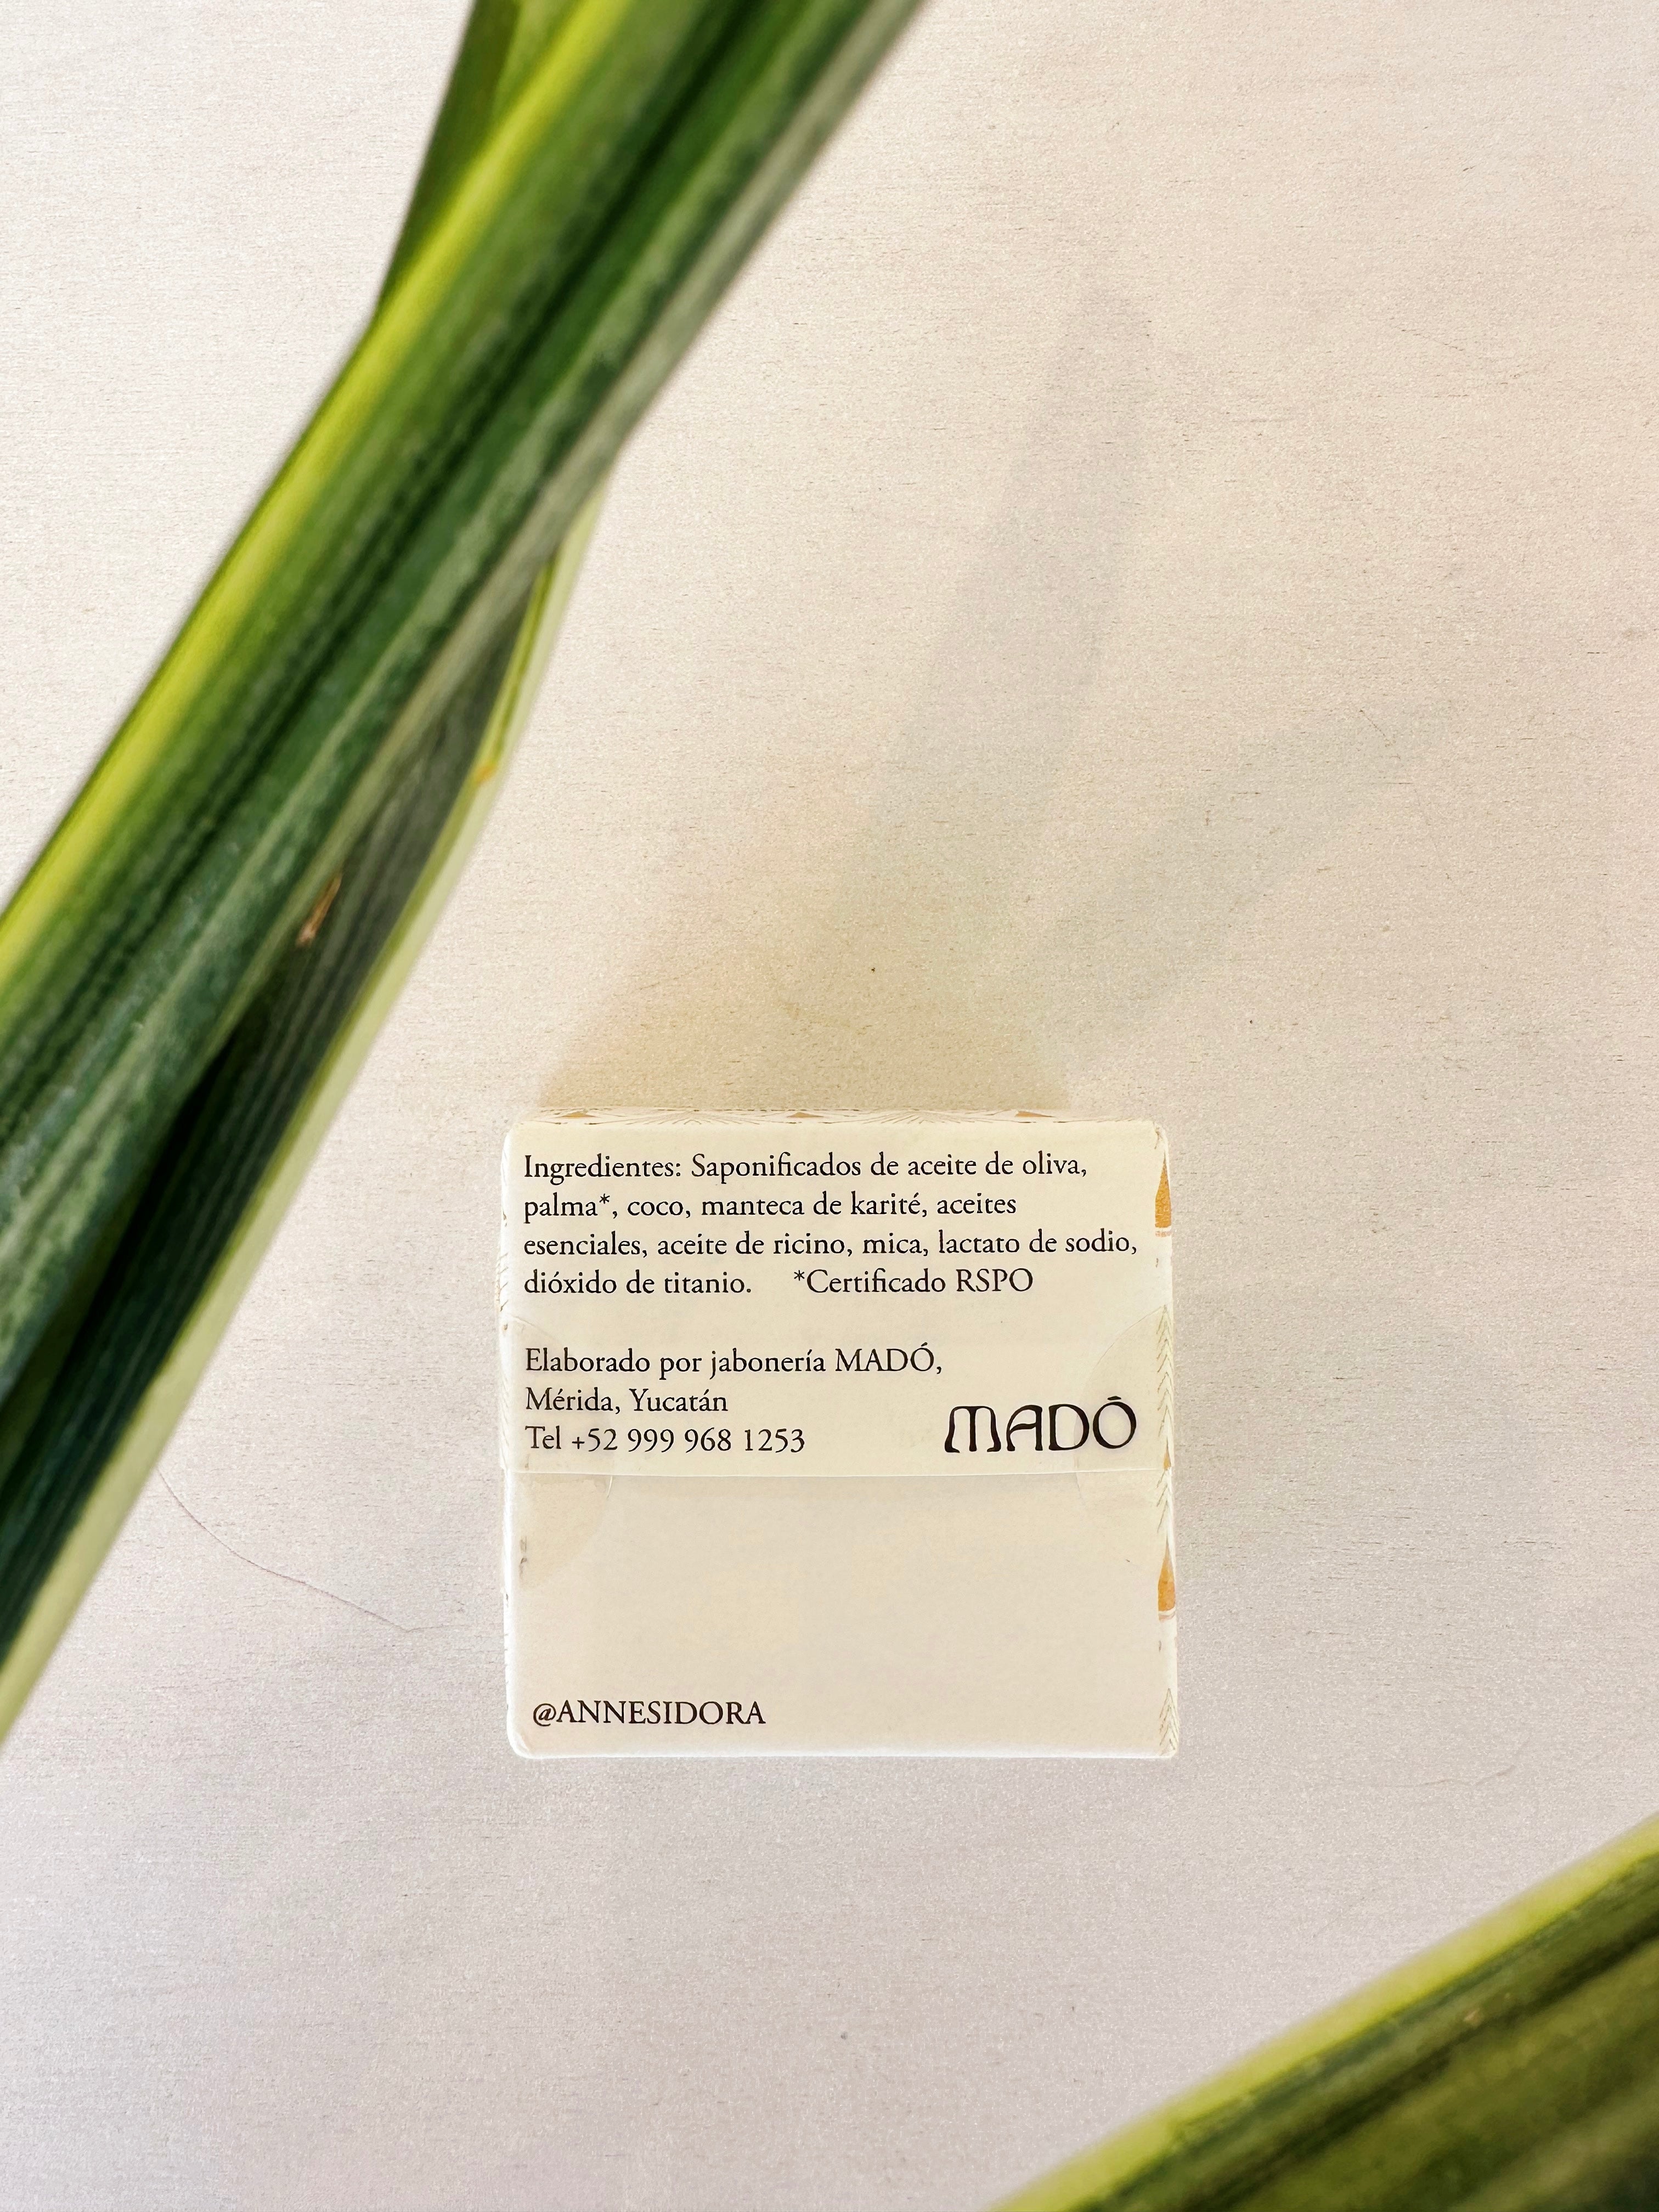 Ingredientes: Saponificados de aceite de oliva,
palma*, coco, manteca de karité, aceites
esenciales, aceite de ricino, mica, lactato de sodio,
dióxido de titanio. *Certificado RSPO
Elaborado por jabonería MADÓ,
Mérida, Yucatán
Tel +52 999 968 1253
MADŌ
@ANNESIDORA